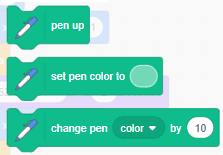 pen up
set pen color to
change pen color by 10